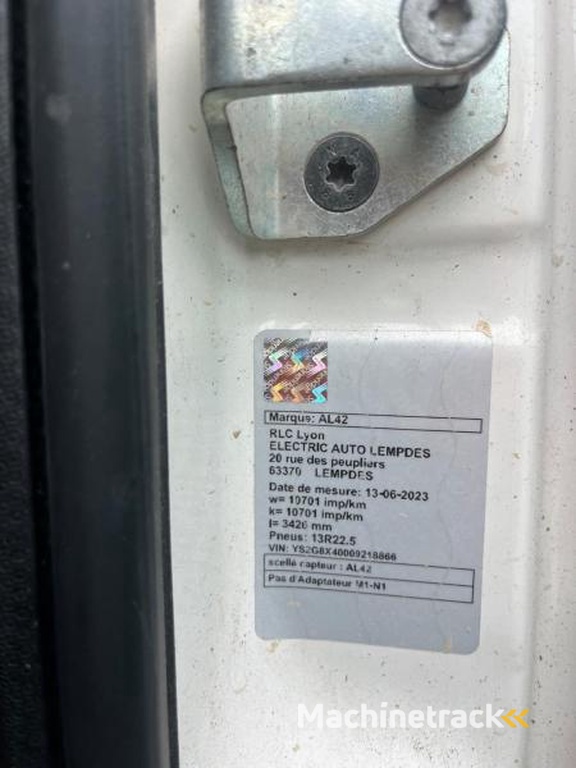 Marque: AL42
RLC Lyon
ELECTRIC AUTO LEMPDES
20 rue des peupliers
63370 LEMPDES
Date de mesure: 13-06-2023
w= 10701 imp/km
k= 10701 imp/km
l= 3426 mm
Pneus: 13R22.5
VIN: YS2G8X40009218866
scellé capteur : AL42
Pas d'Adaptateur M1-N1
Machinetrack